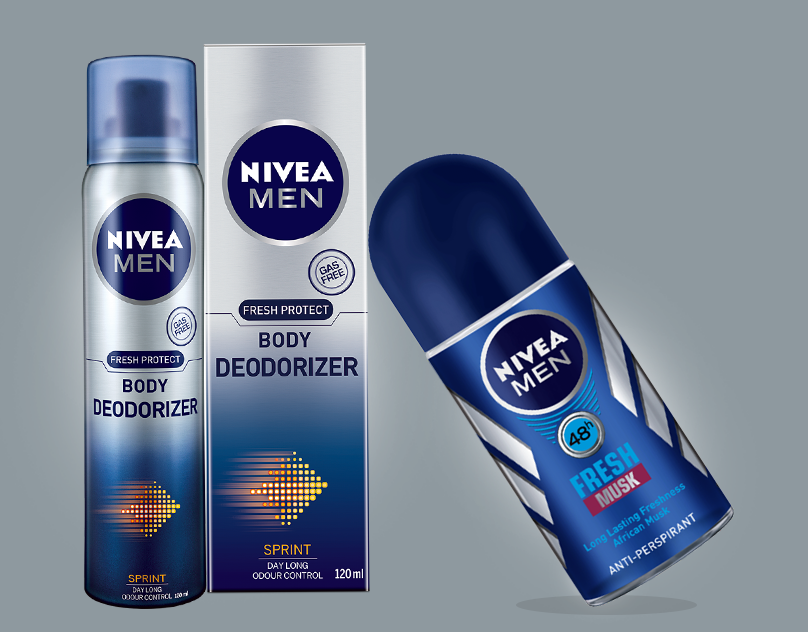 NIVEA
MEN
GAS
FREE
FRESH PROTECT
BODY
DEODORIZER
SPRINT
DAY LONG
ODOUR CONTROL 120 ml
NIVEA
MEN
GAS
FREE
FRESH PROTECT
BODY
DEODORIZER
SPRINT
DAY LONG
ODOUR CONTROL 120 ml
NIVEA
MEN
48h
FRESH
MUSK
Long Lasting Freshness
African Musk
ANTI-PERSPIRANT